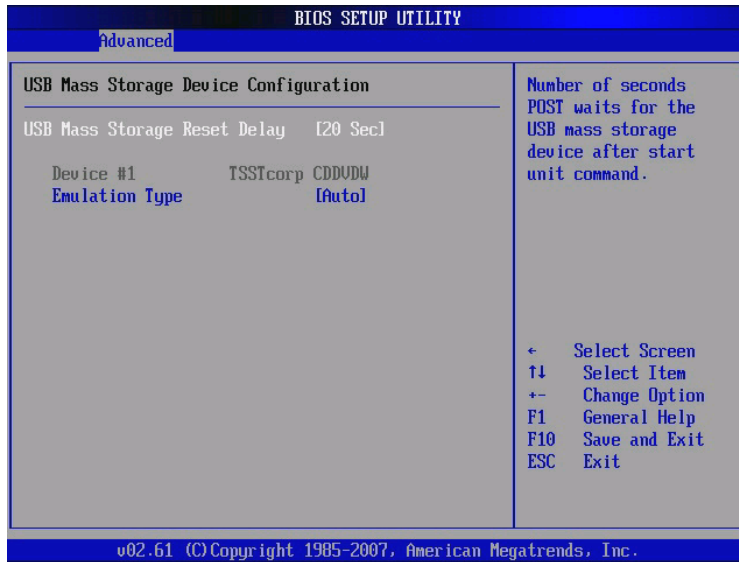 BIOS SETUP UTILITY
Advanced
USB Mass Storage Device Configuration
USB Mass Storage Reset Delay [20 Sec]
Device #1 TSSTcorp CDDVDW
Emulation Type [Auto]
Number of seconds
POST waits for the
USB mass storage
device after start
unit command.
← Select Screen
↑↓ Select Item
+- Change Option
F1 General Help
F10 Save and Exit
ESC Exit
v02.61 (C)Copyright 1985-2007, American Megatrends, Inc.